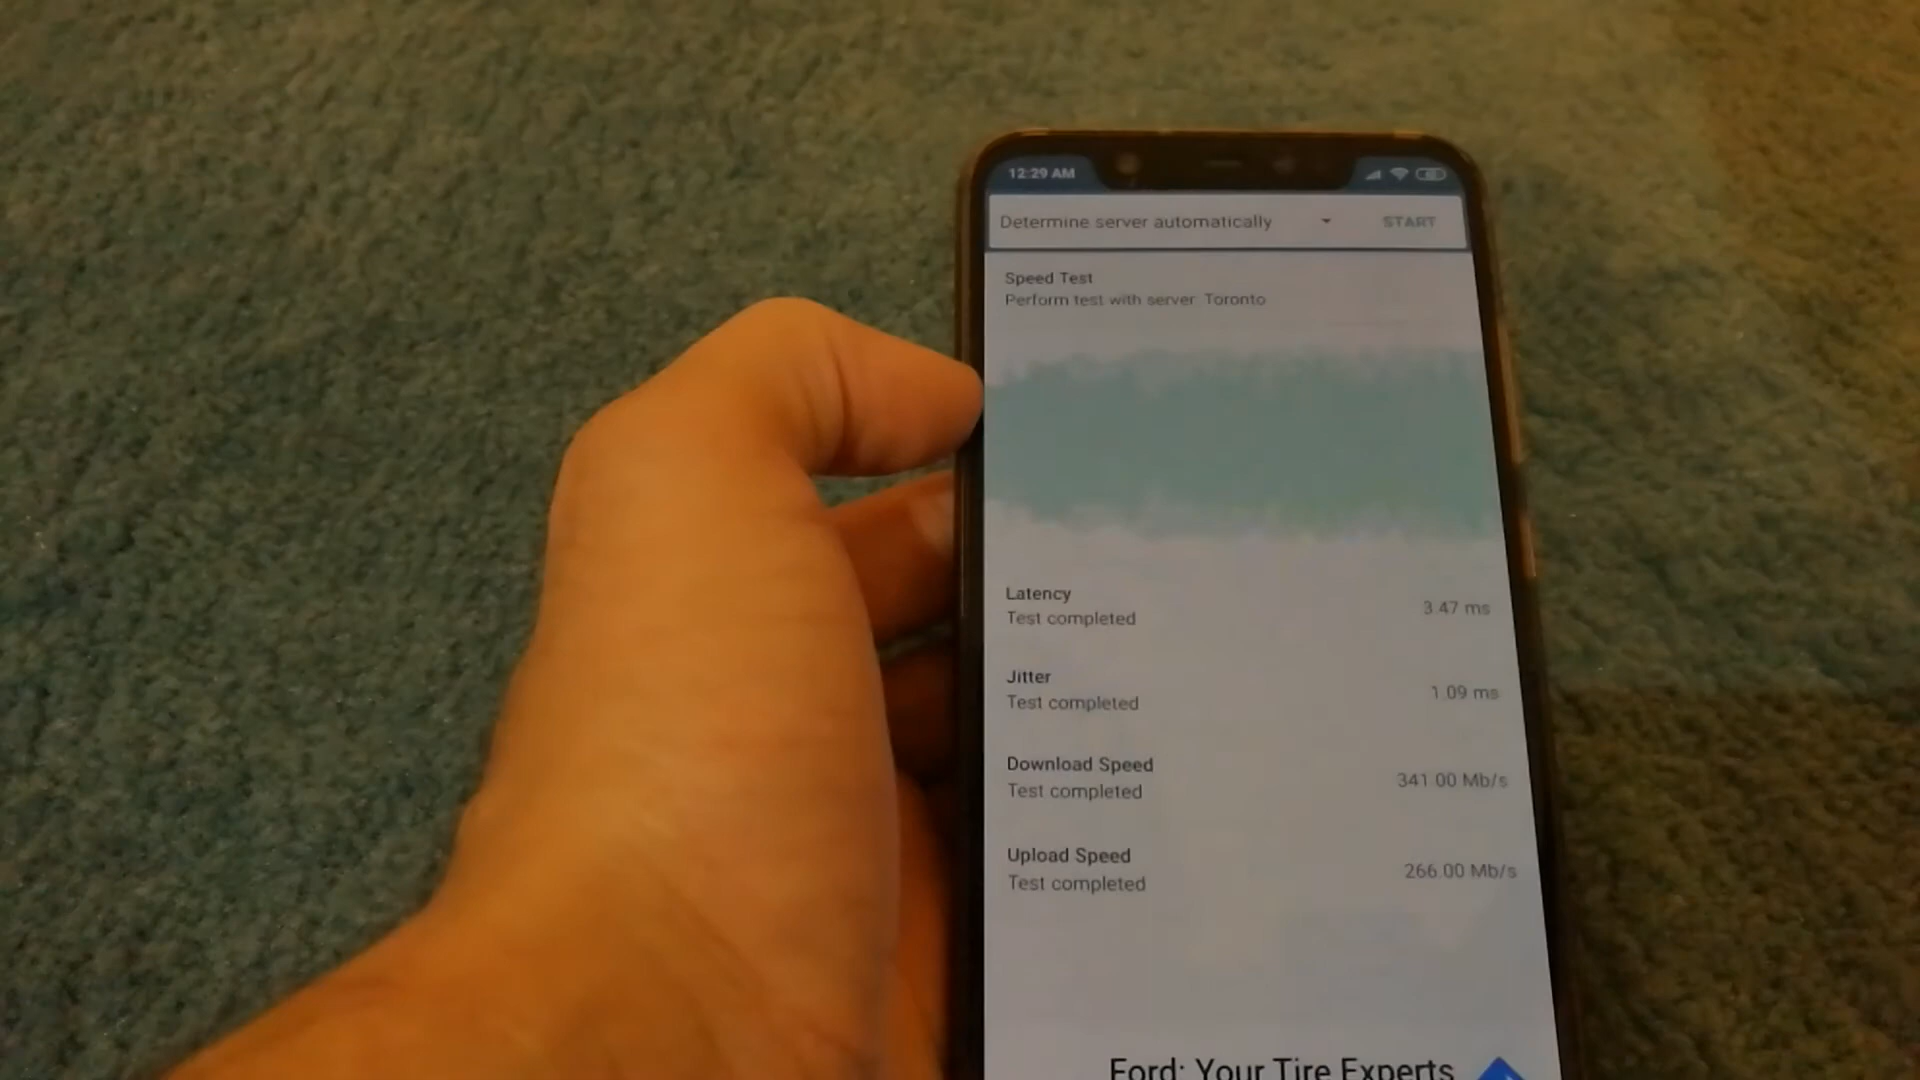 12:29 AM
Determine server automatically START
Speed Test
Perform test with server: Toronto
Latency
Test completed 3.47 ms
Jitter
Test completed 1.09 ms
Download Speed
Test completed 341.00 Mb/s
Upload Speed
Test completed 266.00 Mb/s
Ford: Your Tire Experts